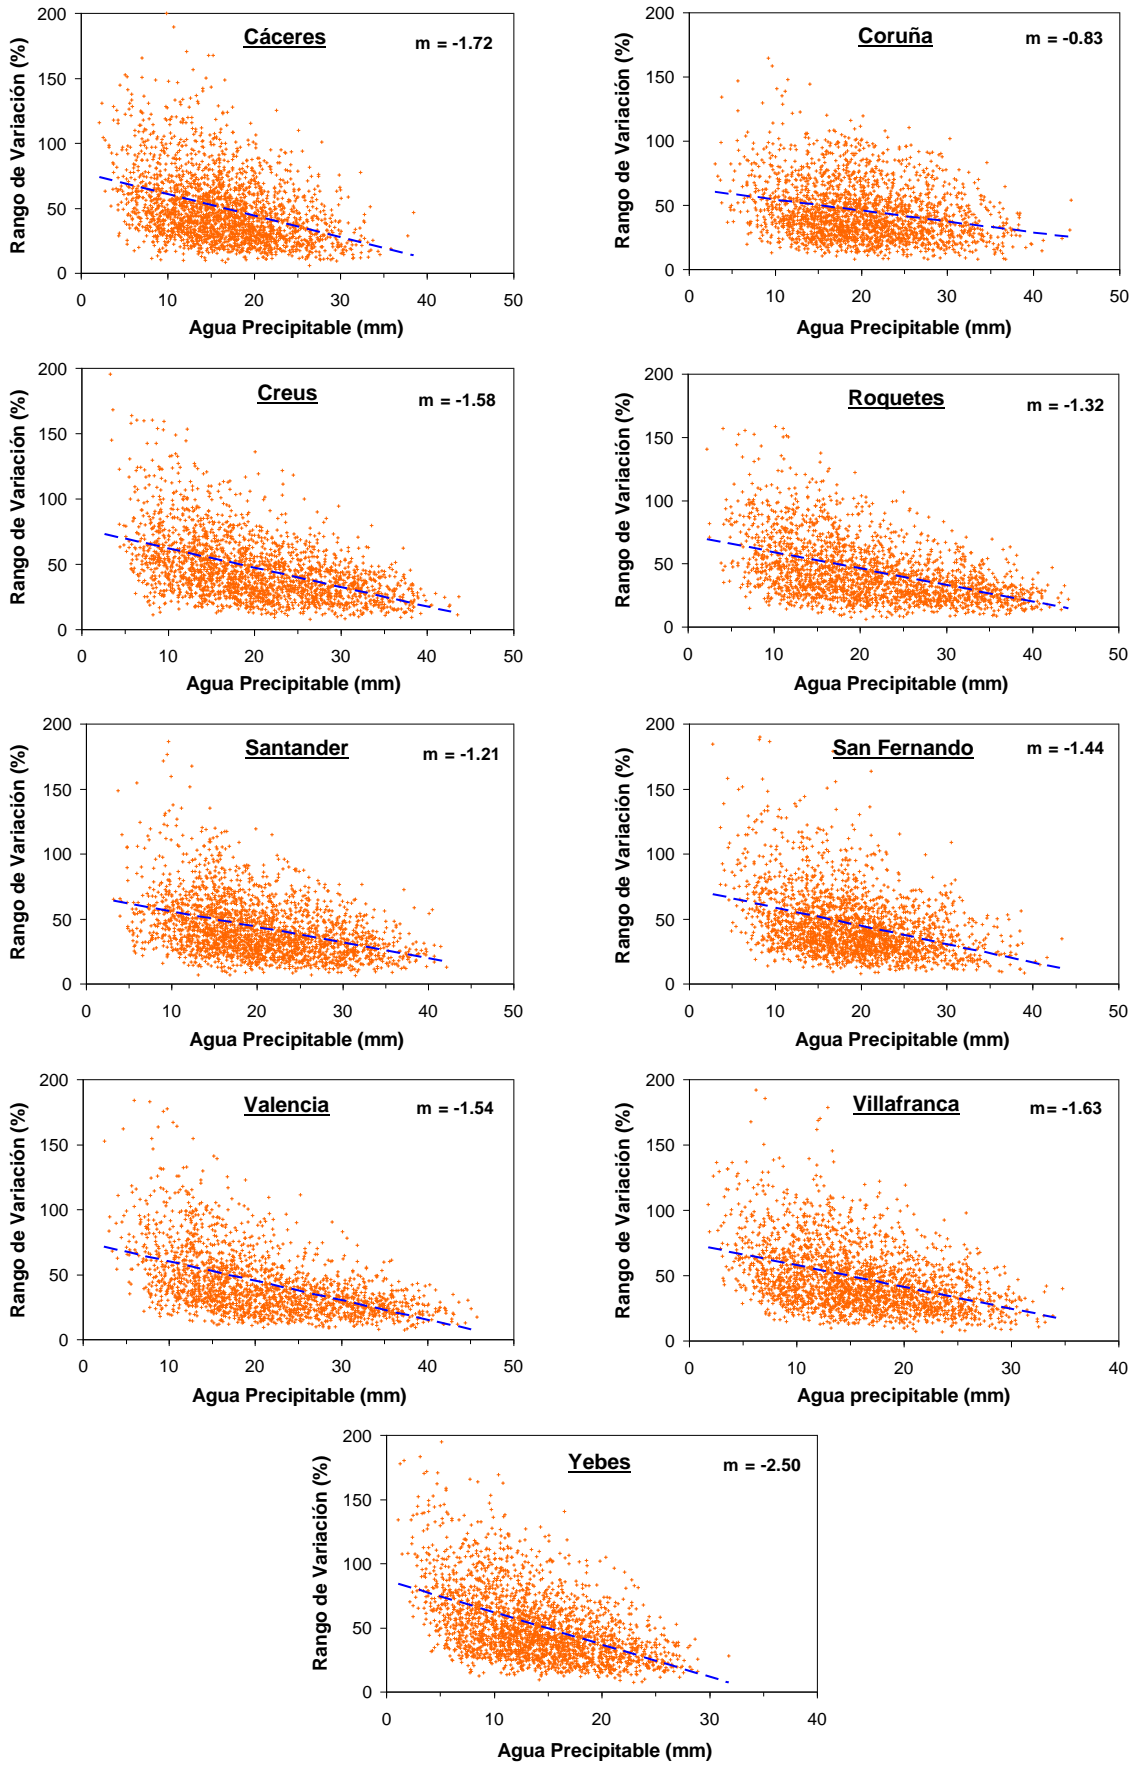 Cáceres
m = -1.72
Rango de Variación (%)
200
150
100
50
0
0 10 20 30 40 50
Agua Precipitable (mm)
Coruña
m = -0.83
Rango de Variación (%)
200
150
100
50
0
0 10 20 30 40 50
Agua Precipitable (mm)
Creus
m = -1.58
Rango de Variación (%)
200
150
100
50
0
0 10 20 30 40 50
Agua Precipitable (mm)
Roquetes
m = -1.32
Rango de Variación (%)
200
150
100
50
0
0 10 20 30 40 50
Agua Precipitable (mm)
Santander
m = -1.21
Rango de Variación (%)
200
150
100
50
0
0 10 20 30 40 50
Agua Precipitable (mm)
San Fernando
m = -1.44
Rango de Variación (%)
200
150
100
50
0
0 10 20 30 40 50
Agua Precipitable (mm)
Valencia
m = -1.54
Rango de Variación (%)
200
150
100
50
0
0 10 20 30 40 50
Agua Precipitable (mm)
Villafranca
m= -1.63
Rango de Variación (%)
200
150
100
50
0
0 10 20 30 40
Agua precipitable (mm)
Yebes
m = -2.50
Rango de Variación (%)
200
150
100
50
0
0 10 20 30 40
Agua Precipitable (mm)